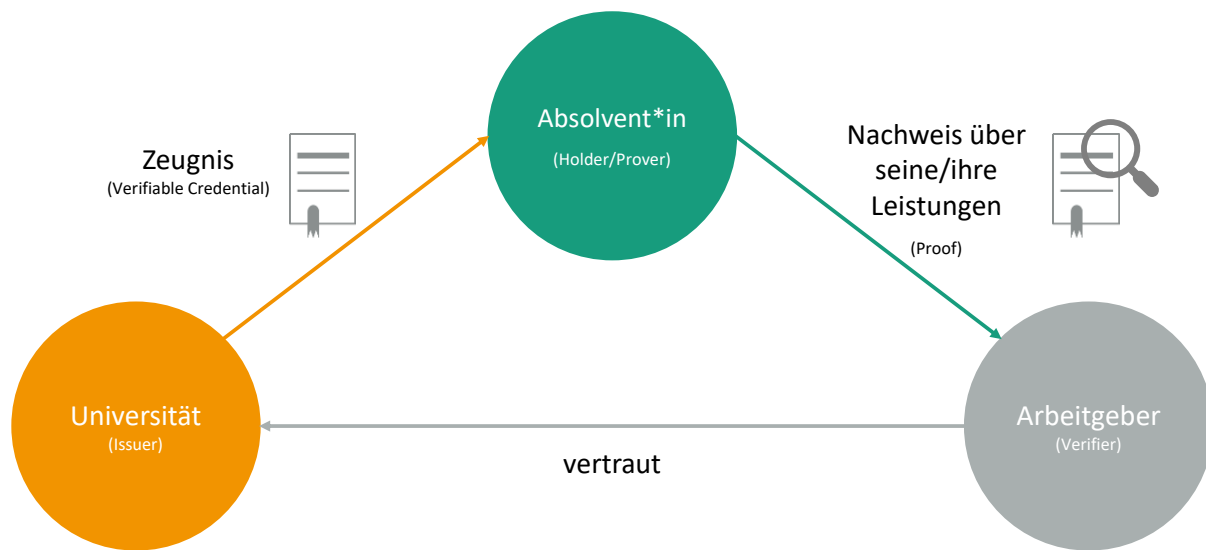 Absolvent*in
(Holder/Prover)
Zeugnis
(Verifiable Credential)
Nachweis über
seine/ihre
Leistungen
(Proof)
Universität
(Issuer)
Arbeitgeber
(Verifier)
vertraut